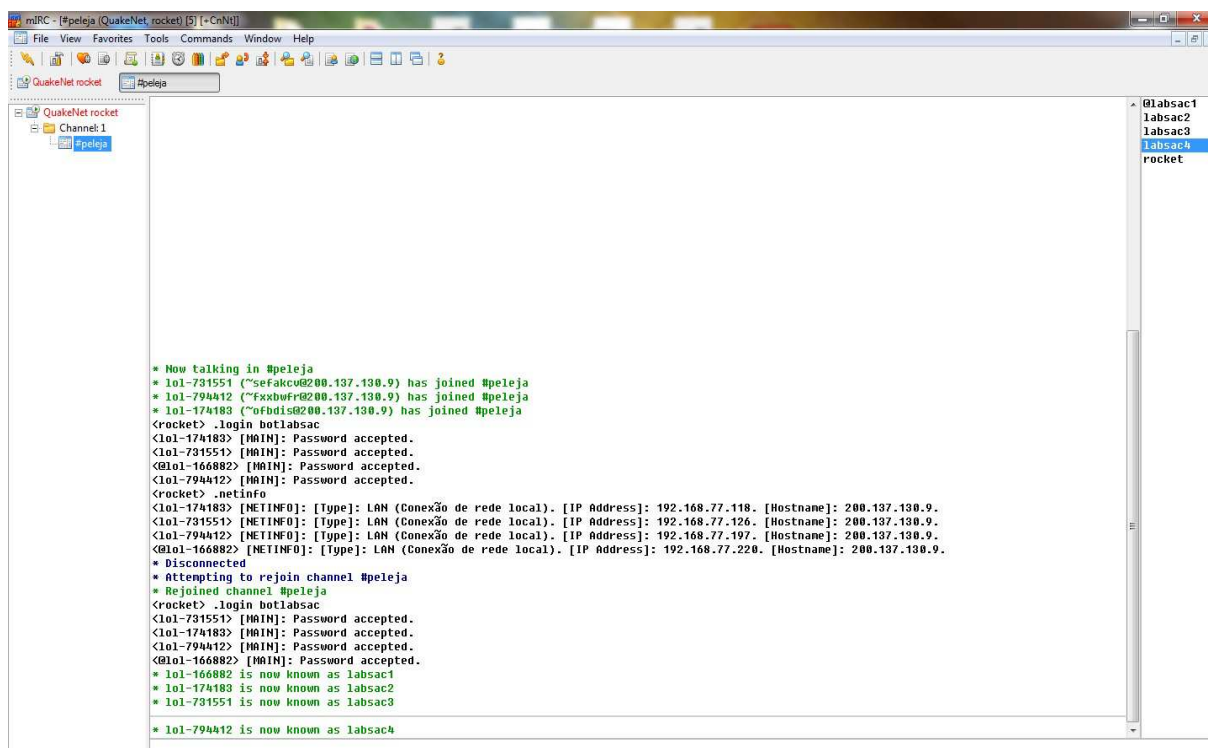 mIRC - [#peleja (QuakeNet, rocket) [5] [+CnNt]]
File View Favorites Tools Commands Window Help
QuakeNet rocket #peleja
QuakeNet rocket
Channel: 1
#peleja
* Now talking in #peleja
* lol-731551 (~sefakcv@200.137.130.9) has joined #peleja
* lol-794412 (~fxxbwfr@200.137.130.9) has joined #peleja
* lol-174183 (~ofbdis@200.137.130.9) has joined #peleja
<rocket> .login botlabsac
<lol-174183> [MAIN]: Password accepted.
<lol-731551> [MAIN]: Password accepted.
<@lol-166882> [MAIN]: Password accepted.
<lol-794412> [MAIN]: Password accepted.
<rocket> .netinfo
<lol-174183> [NETINFO]: [Type]: LAN (Conexão de rede local). [IP Address]: 192.168.77.118. [Hostname]: 200.137.130.9.
<lol-731551> [NETINFO]: [Type]: LAN (Conexão de rede local). [IP Address]: 192.168.77.126. [Hostname]: 200.137.130.9.
<lol-794412> [NETINFO]: [Type]: LAN (Conexão de rede local). [IP Address]: 192.168.77.197. [Hostname]: 200.137.130.9.
<@lol-166882> [NETINFO]: [Type]: LAN (Conexão de rede local). [IP Address]: 192.168.77.220. [Hostname]: 200.137.130.9.
* Disconnected
* Attempting to rejoin channel #peleja
* Rejoined channel #peleja
<rocket> .login botlabsac
<lol-731551> [MAIN]: Password accepted.
<lol-174183> [MAIN]: Password accepted.
<lol-794412> [MAIN]: Password accepted.
<@lol-166882> [MAIN]: Password accepted.
* lol-166882 is now known as labsac1
* lol-174183 is now known as labsac2
* lol-731551 is now known as labsac3
* lol-794412 is now known as labsac4
@labsac1
labsac2
labsac3
labsac4
rocket